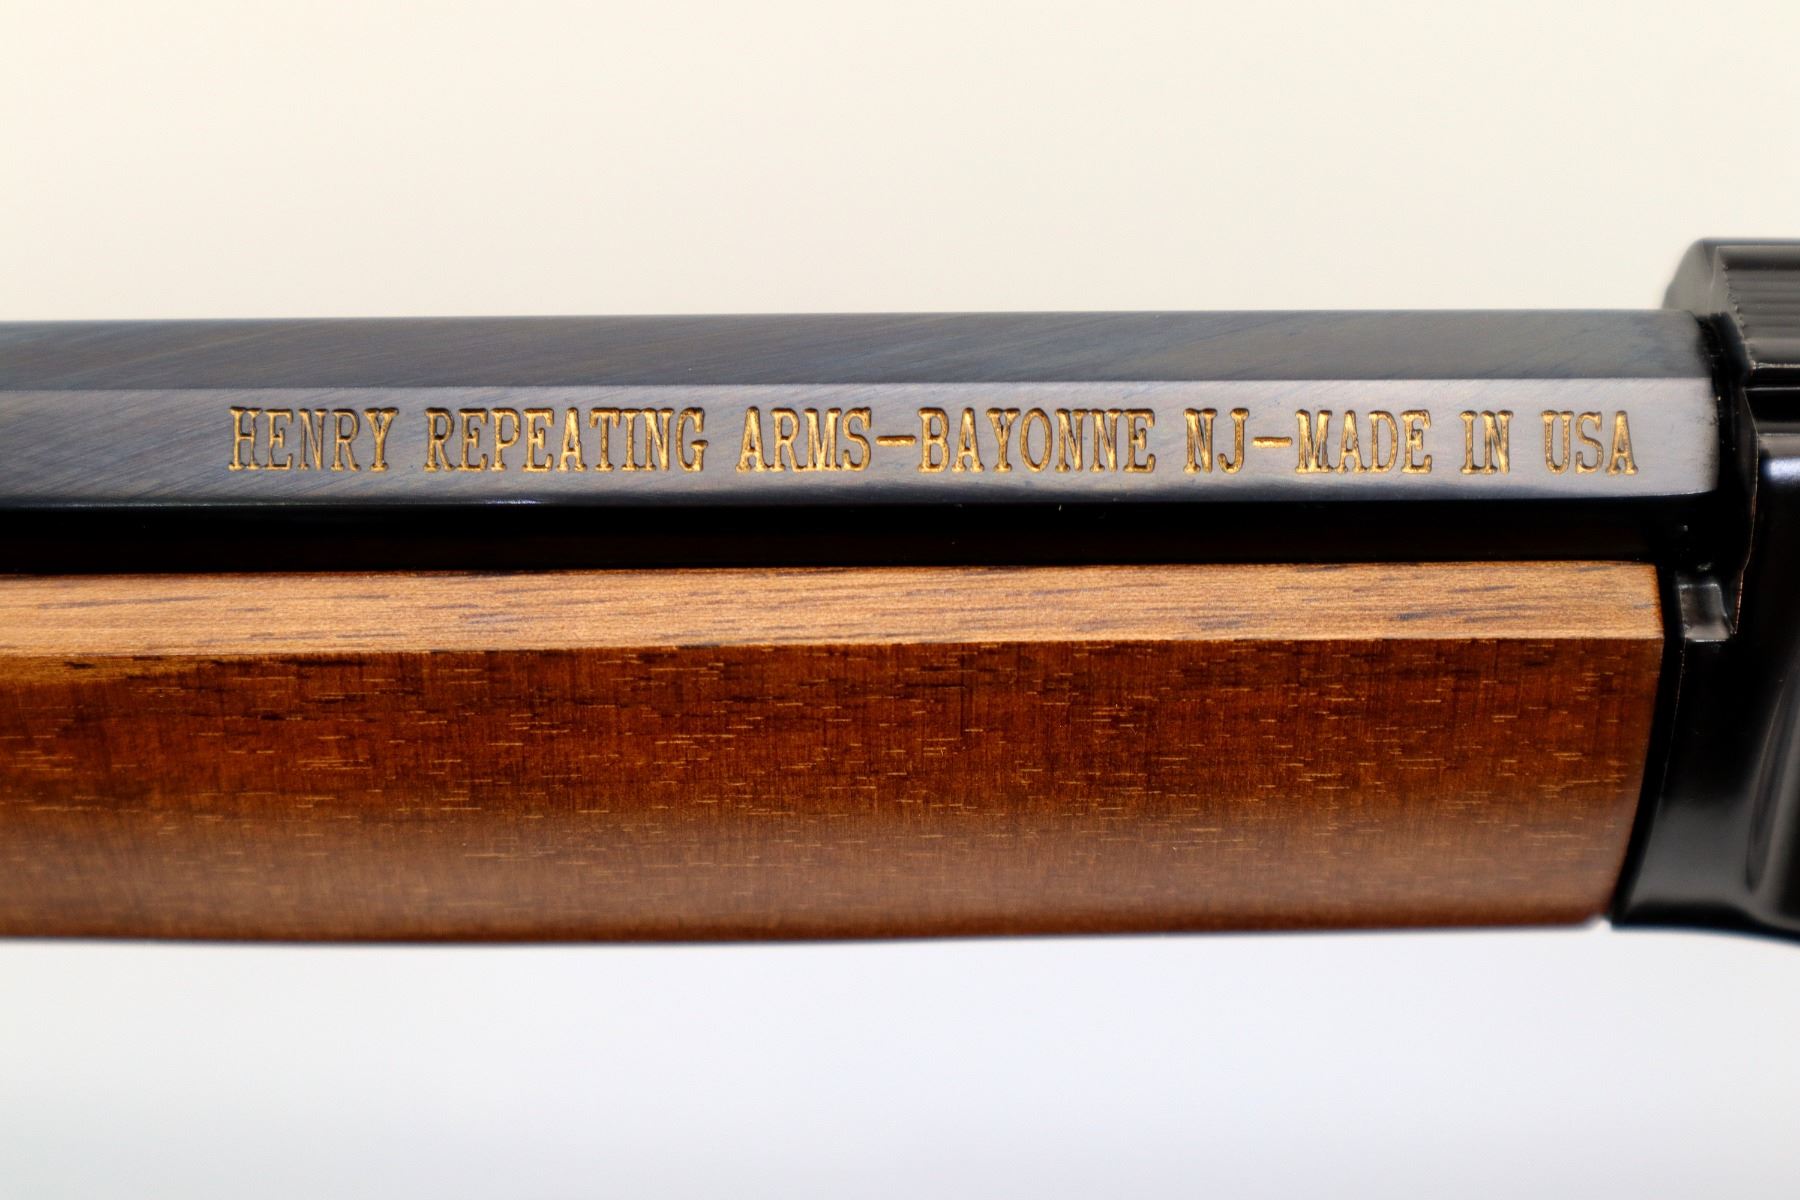 HENRY REPEATING ARMS-BAYONNE NJ-MADE IN USA